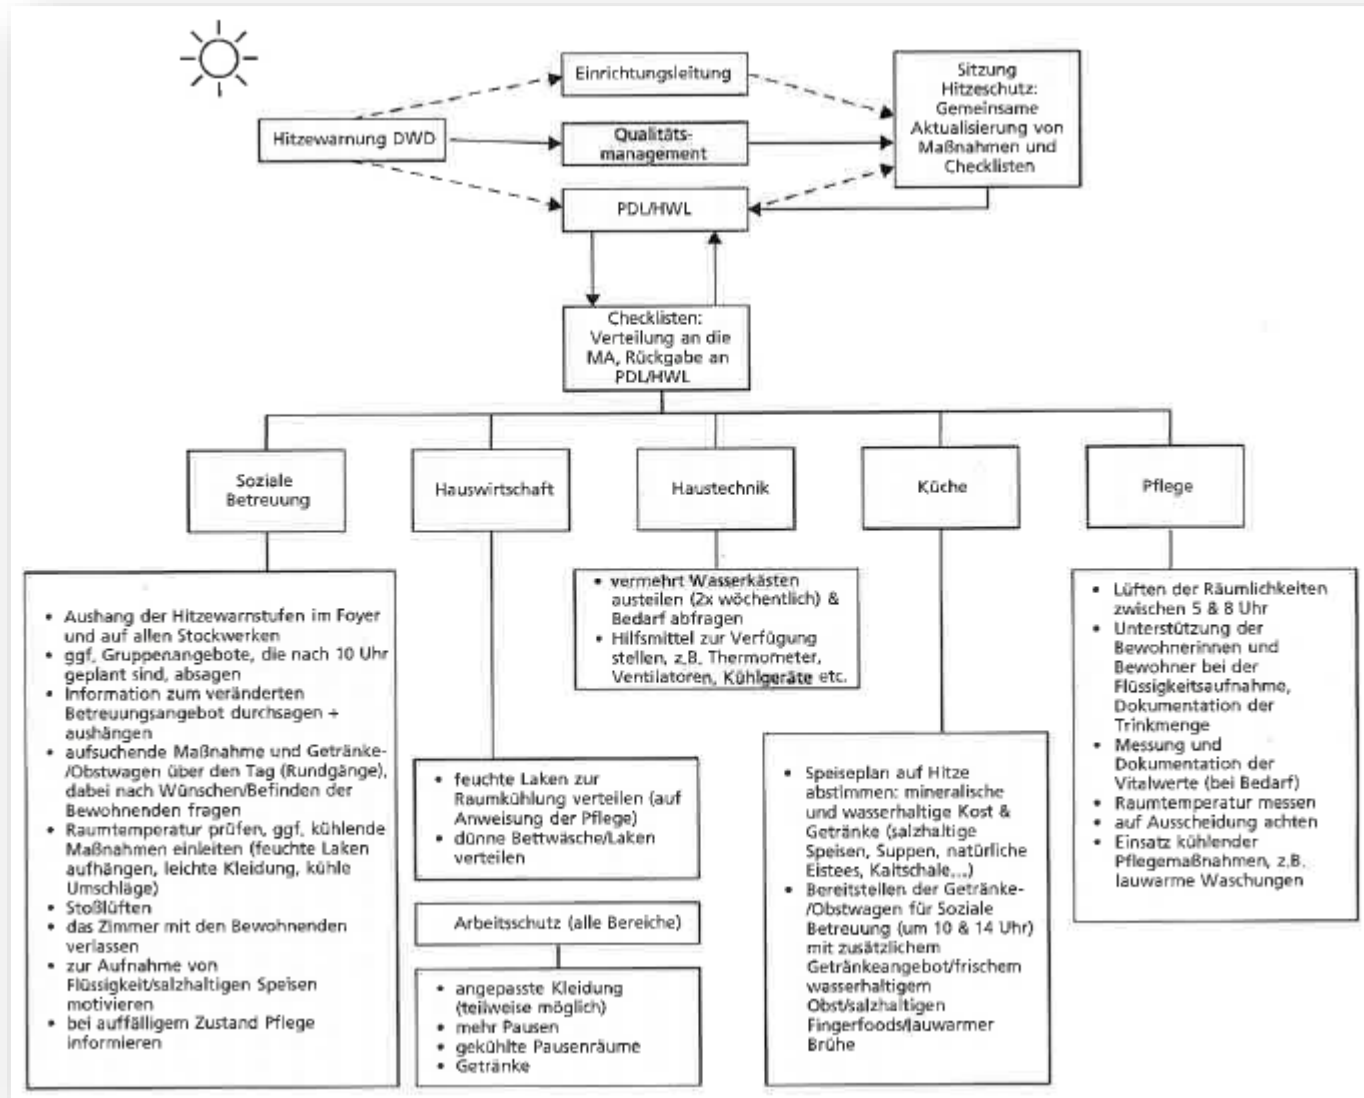 Einrichtungsleitung
Hitzewarnung DWD
Qualitäts-
management
PDL/HWL
Sitzung
Hitzeschutz:
Gemeinsame
Aktualisierung von
Maßnahmen und
Checklisten
Checklisten:
Verteilung an die
MA, Rückgabe an
PDL/HWL
Soziale
Betreuung
Hauswirtschaft
Haustechnik
Küche
Pflege
• Aushang der Hitzewarnstufen im Foyer
und auf allen Stockwerken
• ggf. Gruppenangebote, die nach 10 Uhr
geplant sind, absagen
• Information zum veränderten
Betreuungsangebot durchsagen +
aushängen
• aufsuchende Maßnahme und Getränke-
/Obstwagen über den Tag (Rundgänge),
dabei nach Wünschen/Befinden der
Bewohnenden fragen
• Raumtemperatur prüfen, ggf. kühlende
Maßnahmen einleiten (feuchte Laken
aufhängen, leichte Kleidung, kühle
Umschläge)
• Stoßlüften
• das Zimmer mit den Bewohnenden
verlassen
• zur Aufnahme von
Flüssigkeit/salzhaltigen Speisen
motivieren
• bei auffälligem Zustand Pflege
informieren
• feuchte Laken zur
Raumkühlung verteilen (auf
Anweisung der Pflege)
• dünne Bettwäsche/Laken
verteilen
Arbeitsschutz (alle Bereiche)
• angepasste Kleidung
(teilweise möglich)
• mehr Pausen
• gekühlte Pausenräume
• Getränke
• vermehrt Wasserkästen
austeilen (2x wöchentlich) &
Bedarf abfragen
• Hilfsmittel zur Verfügung
stellen, z.B. Thermometer,
Ventilatoren, Kühlgeräte etc.
• Speiseplan auf Hitze
abstimmen: mineralische
und wasserhaltige Kost &
Getränke (salzhaltige
Speisen, Suppen, natürliche
Eistees, Kaltschale...)
• Bereitstellen der Getränke-
/Obstwagen für Soziale
Betreuung (um 10 & 14 Uhr)
mit zusätzlichem
Getränkeangebot/frischem
wasserhaltigem
Obst/salzhaltigen
Fingerfoods/lauwarmer
Brühe
• Lüften der Räumlichkeiten
zwischen 5 & 8 Uhr
• Unterstützung der
Bewohnerinnen und
Bewohner bei der
Flüssigkeitsaufnahme,
Dokumentation der
Trinkmenge
• Messung und
Dokumentation der
Vitalwerte (bei Bedarf)
• Raumtemperatur messen
• auf Ausscheidung achten
• Einsatz kühlender
Pflegemaßnahmen, z.B.
lauwarme Waschungen